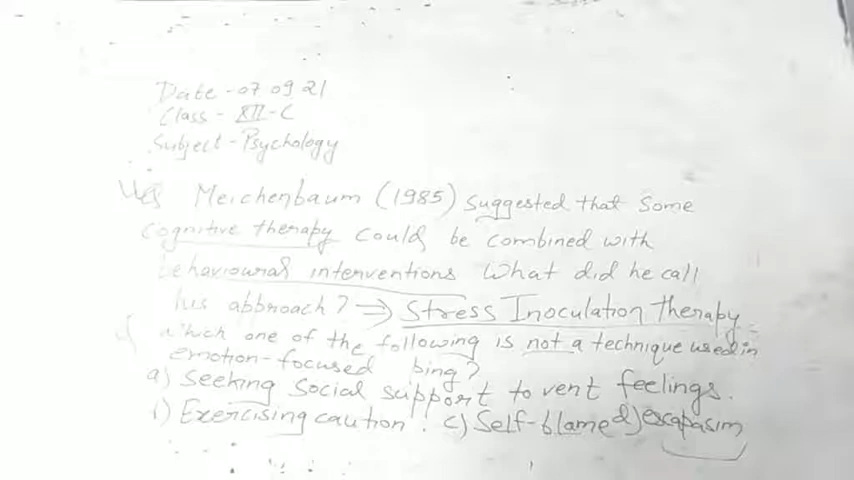 Date - 07 09 21
Class - XII - C
Subject - Psychology
Meichenbaum (1985) suggested that some
cognitive therapy could be combined with
behavioural interventions What did he call
his approach? → Stress Inoculation Therapy
which one of the following is not a technique used in
emotion-focused ping?
a) Seeking Social support to vent feelings.
Exercising caution. c) Self-blame d) escapasim